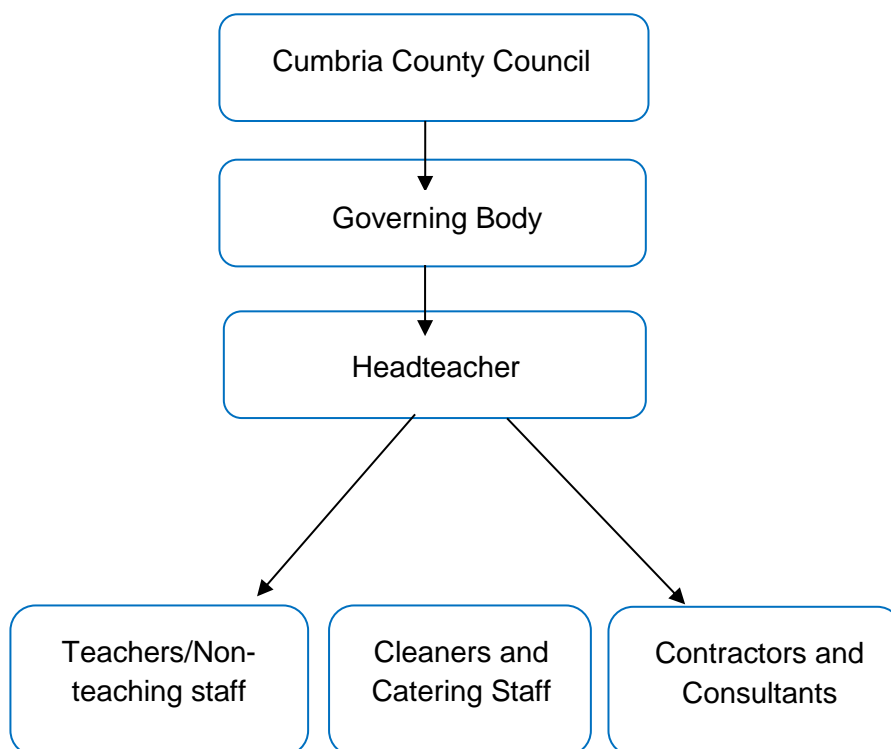 Cumbria County Council
Governing Body
Headteacher
Teachers/Non-
teaching staff
Cleaners and
Catering Staff
Contractors and
Consultants